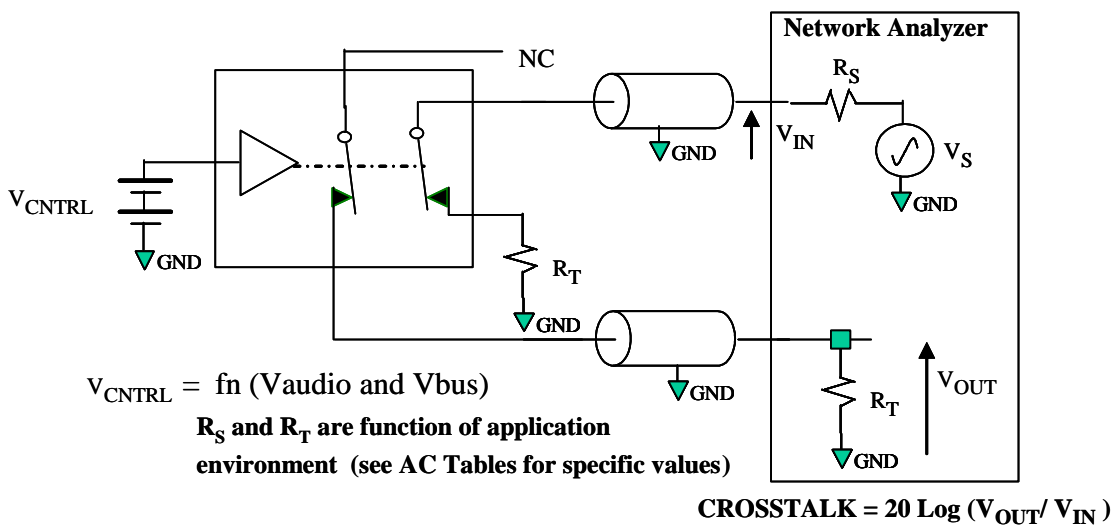 Network Analyzer
NC
R_S
V_IN
GND
V_S
GND
V_CNTRL
GND
R_T
GND
GND
V_OUT
R_T
GND
V_CNTRL = fn (Vaudio and Vbus)
R_S and R_T are function of application
environment (see AC Tables for specific values)
CROSSTALK = 20 Log (V_OUT/ V_IN )